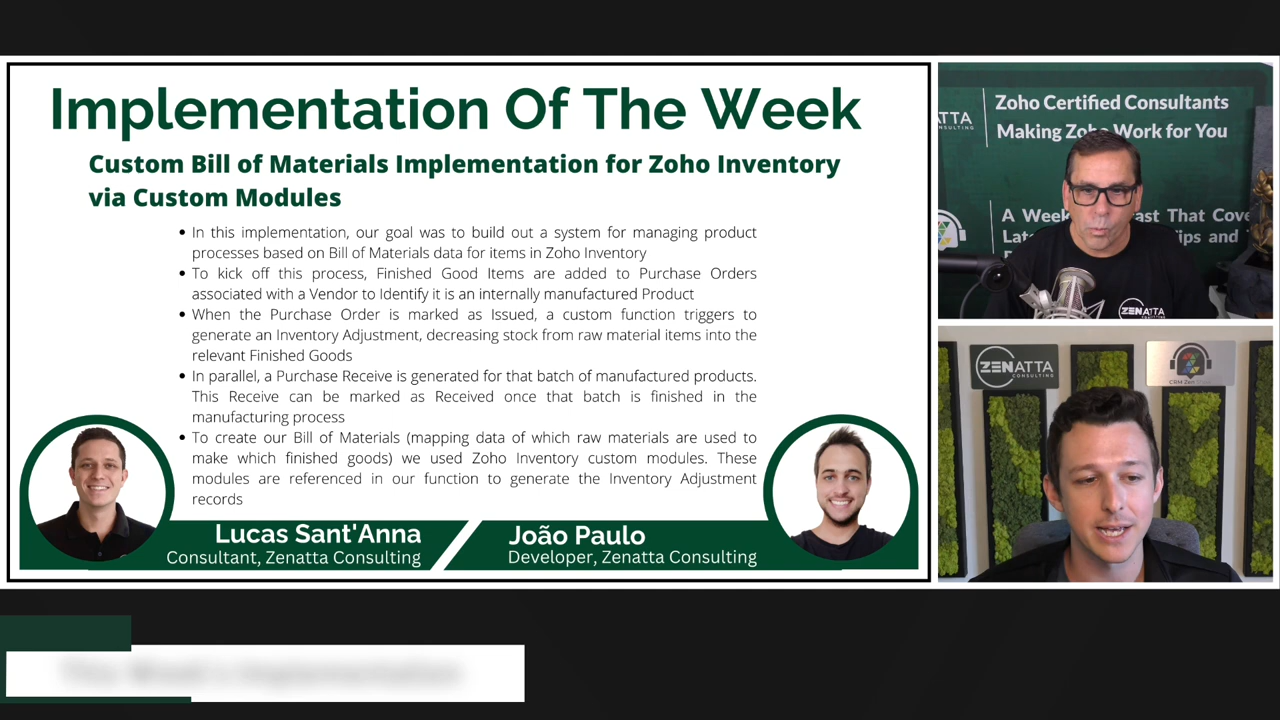 Implementation Of The Week
Custom Bill of Materials Implementation for Zoho Inventory
via Custom Modules
• In this implementation, our goal was to build out a system for managing product
processes based on Bill of Materials data for items in Zoho Inventory
• To kick off this process, Finished Good Items are added to Purchase Orders
associated with a Vendor to Identify it is an internally manufactured Product
• When the Purchase Order is marked as Issued, a custom function triggers to
generate an Inventory Adjustment, decreasing stock from raw material items into the
relevant Finished Goods
• In parallel, a Purchase Receive is generated for that batch of manufactured products.
This Receive can be marked as Received once that batch is finished in the
manufacturing process
• To create our Bill of Materials (mapping data of which raw materials are used to
make which finished goods) we used Zoho Inventory custom modules. These
modules are referenced in our function to generate the Inventory Adjustment
records
Lucas Sant'Anna
Consultant, Zenatta Consulting
João Paulo
Developer, Zenatta Consulting
Zoho Certified Consultants
Making Zoho Work for You
A Week
ips and
ZENATTA
CONSULTING
ZENATTA
CONSULTING